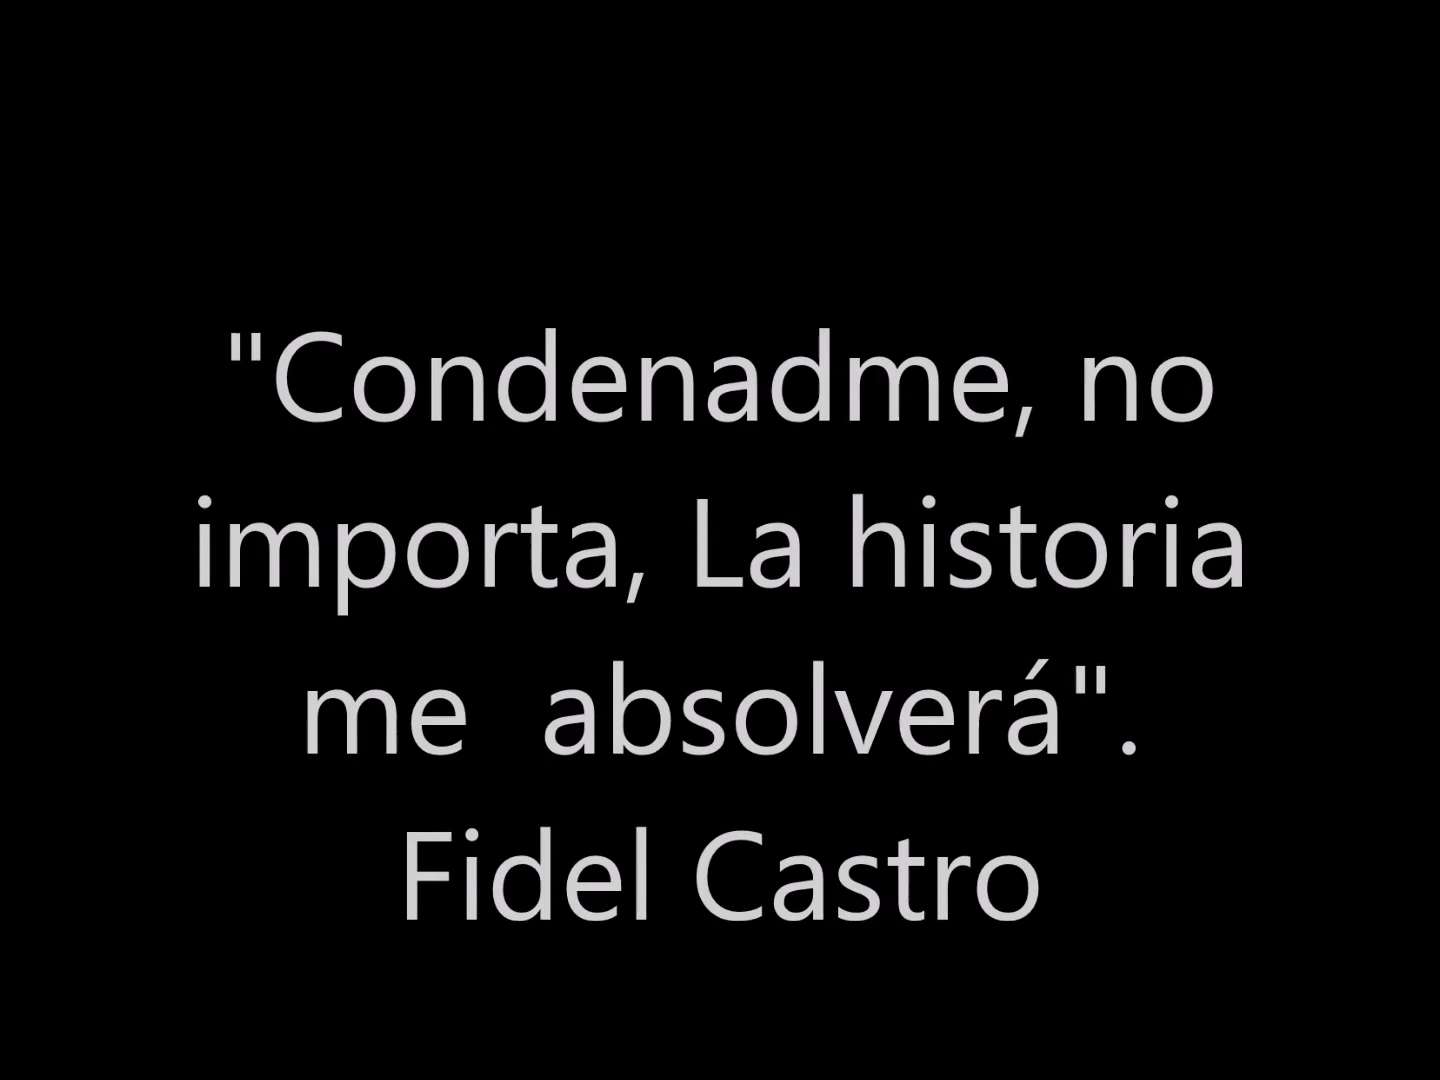 "Condenadme, no
importa, La historia
me  absolverá".
Fidel Castro